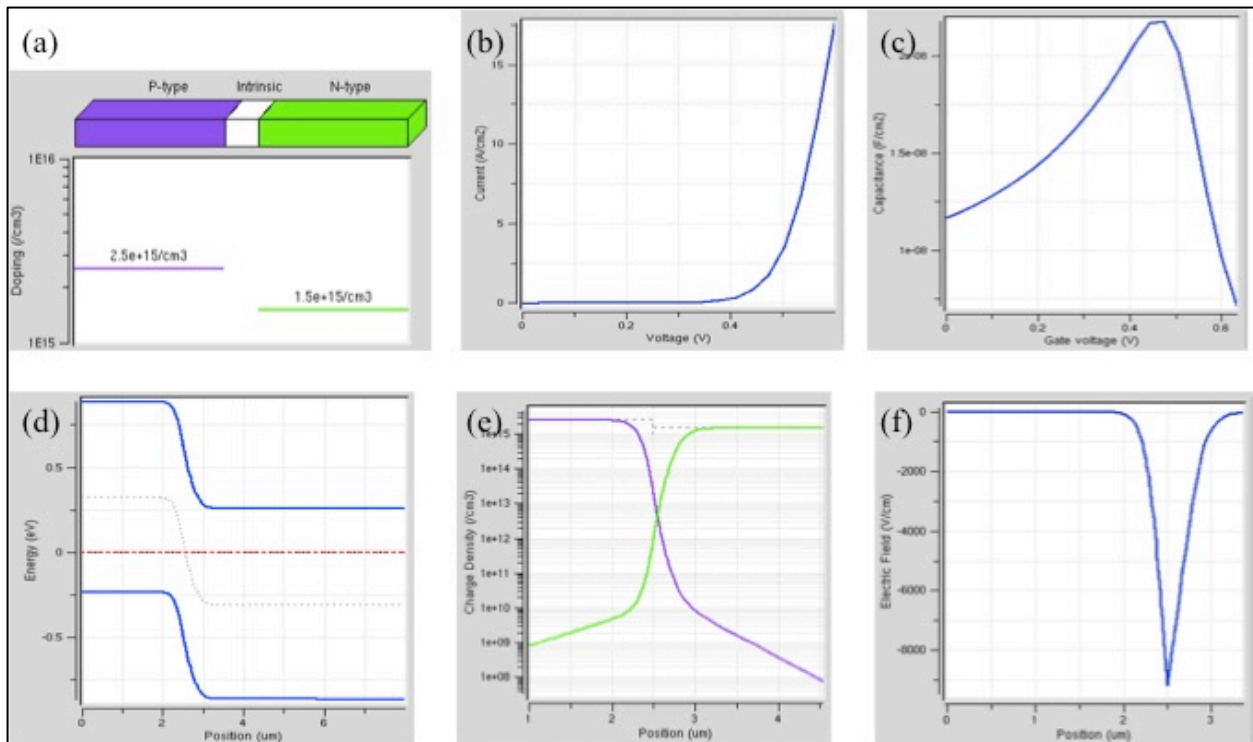 (a)
P-type Intrinsic N-type
Doping (/cm3)
1E16
2.5e+15/cm3
1.5e+15/cm3
1E15
(b)
Current (A/cm2)
15
10
5
0
0 0.2 0.4
Voltage (V)
(c)
Capacitance (F/cm2)
2e-08
1.5e-08
1e-08
0 0.2 0.4 0.6
Gate voltage (V)
(d)
Energy (eV)
0.5
0
-0.5
0 2 4 6
Position (um)
(e)
Charge Density (/cm3)
1e+15
1e+14
1e+13
1e+12
1e+11
1e+10
1e+09
1e+08
1 2 3 4
Position (um)
(f)
Electric Field (V/cm)
0
-2000
-4000
-6000
-8000
0 1 2 3
Position (um)